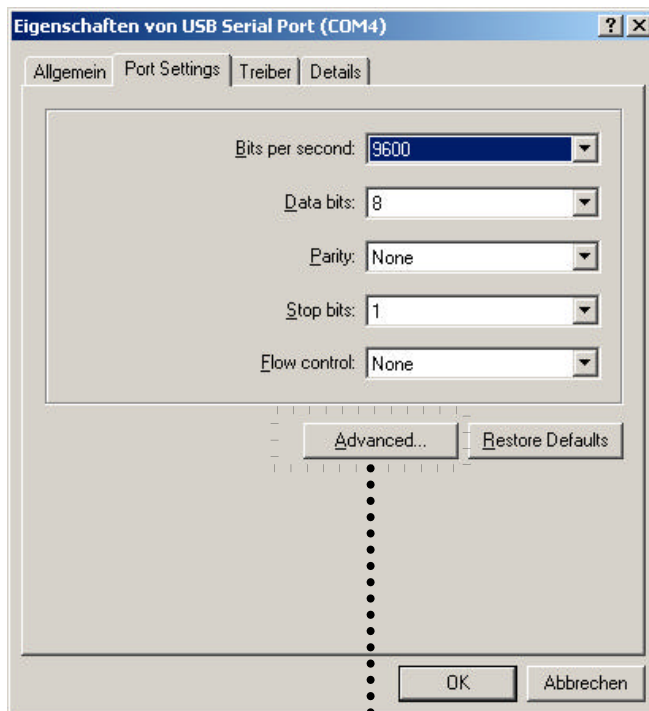 Eigenschaften von USB Serial Port (COM4)
Allgemein Port Settings Treiber Details
Bits per second: 9600
Data bits: 8
Parity: None
Stop bits: 1
Flow control: None
Advanced... Restore Defaults
OK Abbrechen